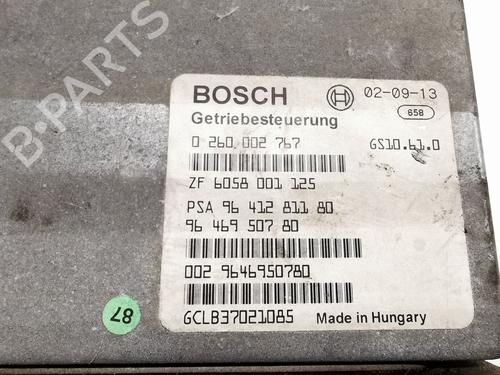 B-PARTS
BOSCH
02-09-13
Getriebesteuerung
658
0 260 002 767
GS10.61.0
ZF 6058 001 125
PSA 96 412 811 80
96 469 507 80
002 9646950780
87
GCLB37021085
Made in Hungary